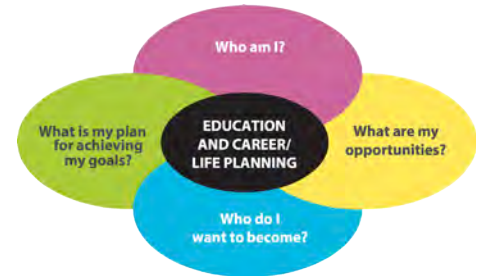 Who am I?
What is my plan
for achieving
my goals?
EDUCATION
AND CAREER/
LIFE PLANNING
What are my
opportunities?
Who do I
want to become?